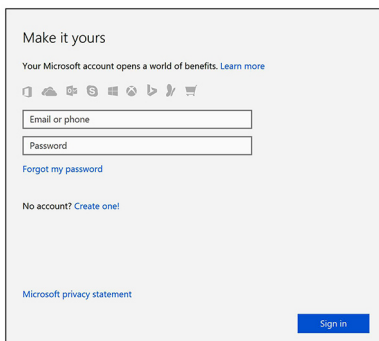 Make it yours
Your Microsoft account opens a world of benefits. Learn more
Email or phone
Password
Forgot my password
No account? Create one!
Microsoft privacy statement
Sign in